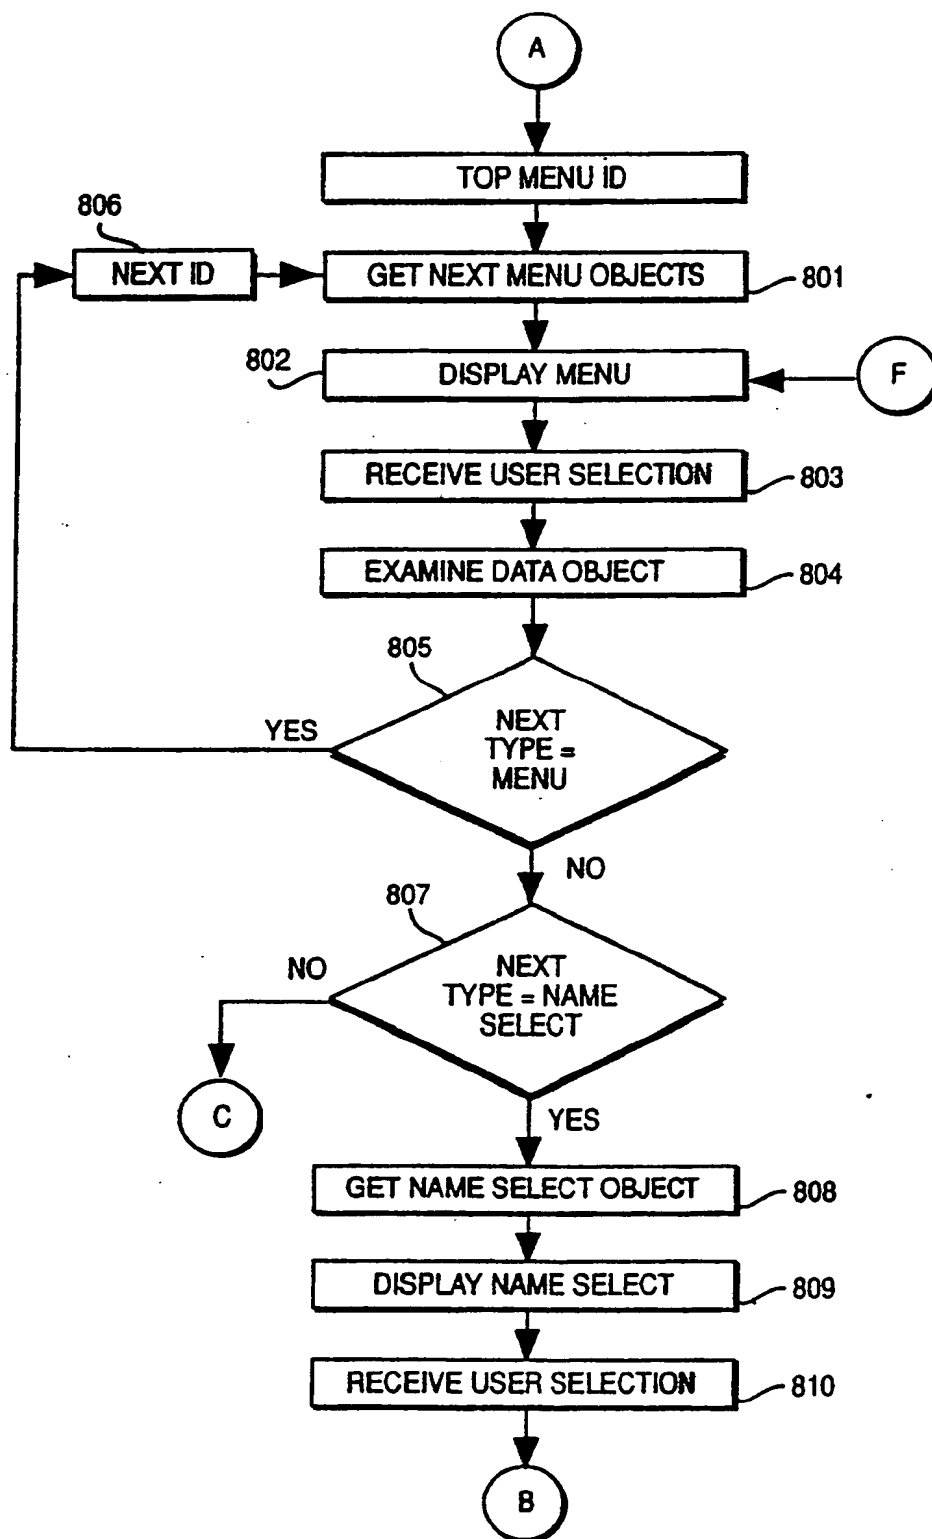 A
TOP MENU ID
806
NEXT ID
GET NEXT MENU OBJECTS
801
802
DISPLAY MENU
F
RECEIVE USER SELECTION
803
EXAMINE DATA OBJECT
804
805
YES
NEXT
TYPE =
MENU
NO
807
NO
NEXT
TYPE = NAME
SELECT
C
YES
GET NAME SELECT OBJECT
808
DISPLAY NAME SELECT
809
RECEIVE USER SELECTION
810
B